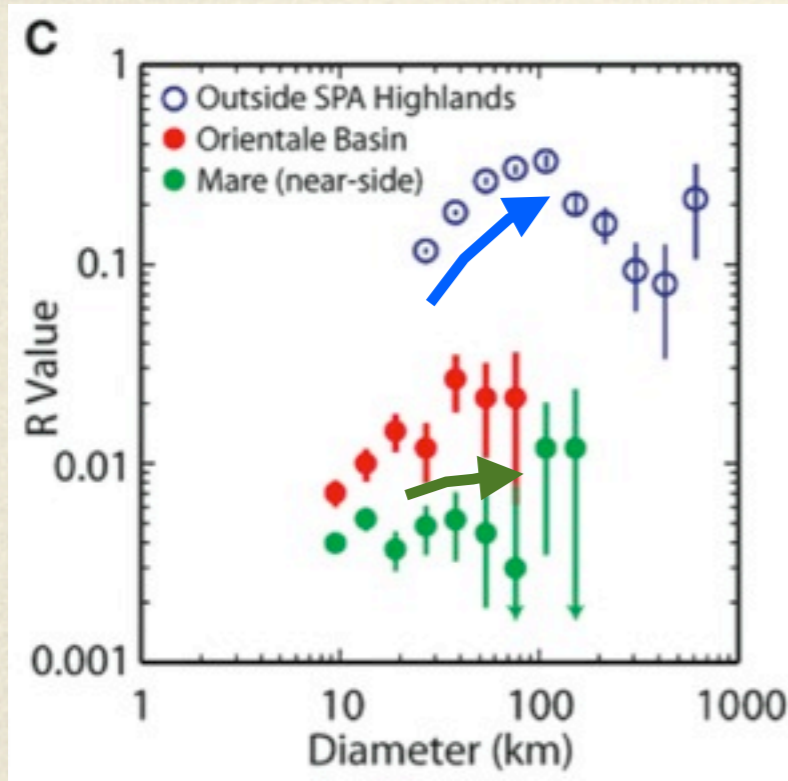 C
1
Outside SPA Highlands
Orientale Basin
Mare (near-side)
0.1
R Value
0.01
0.001
1 10 100 1000
Diameter (km)